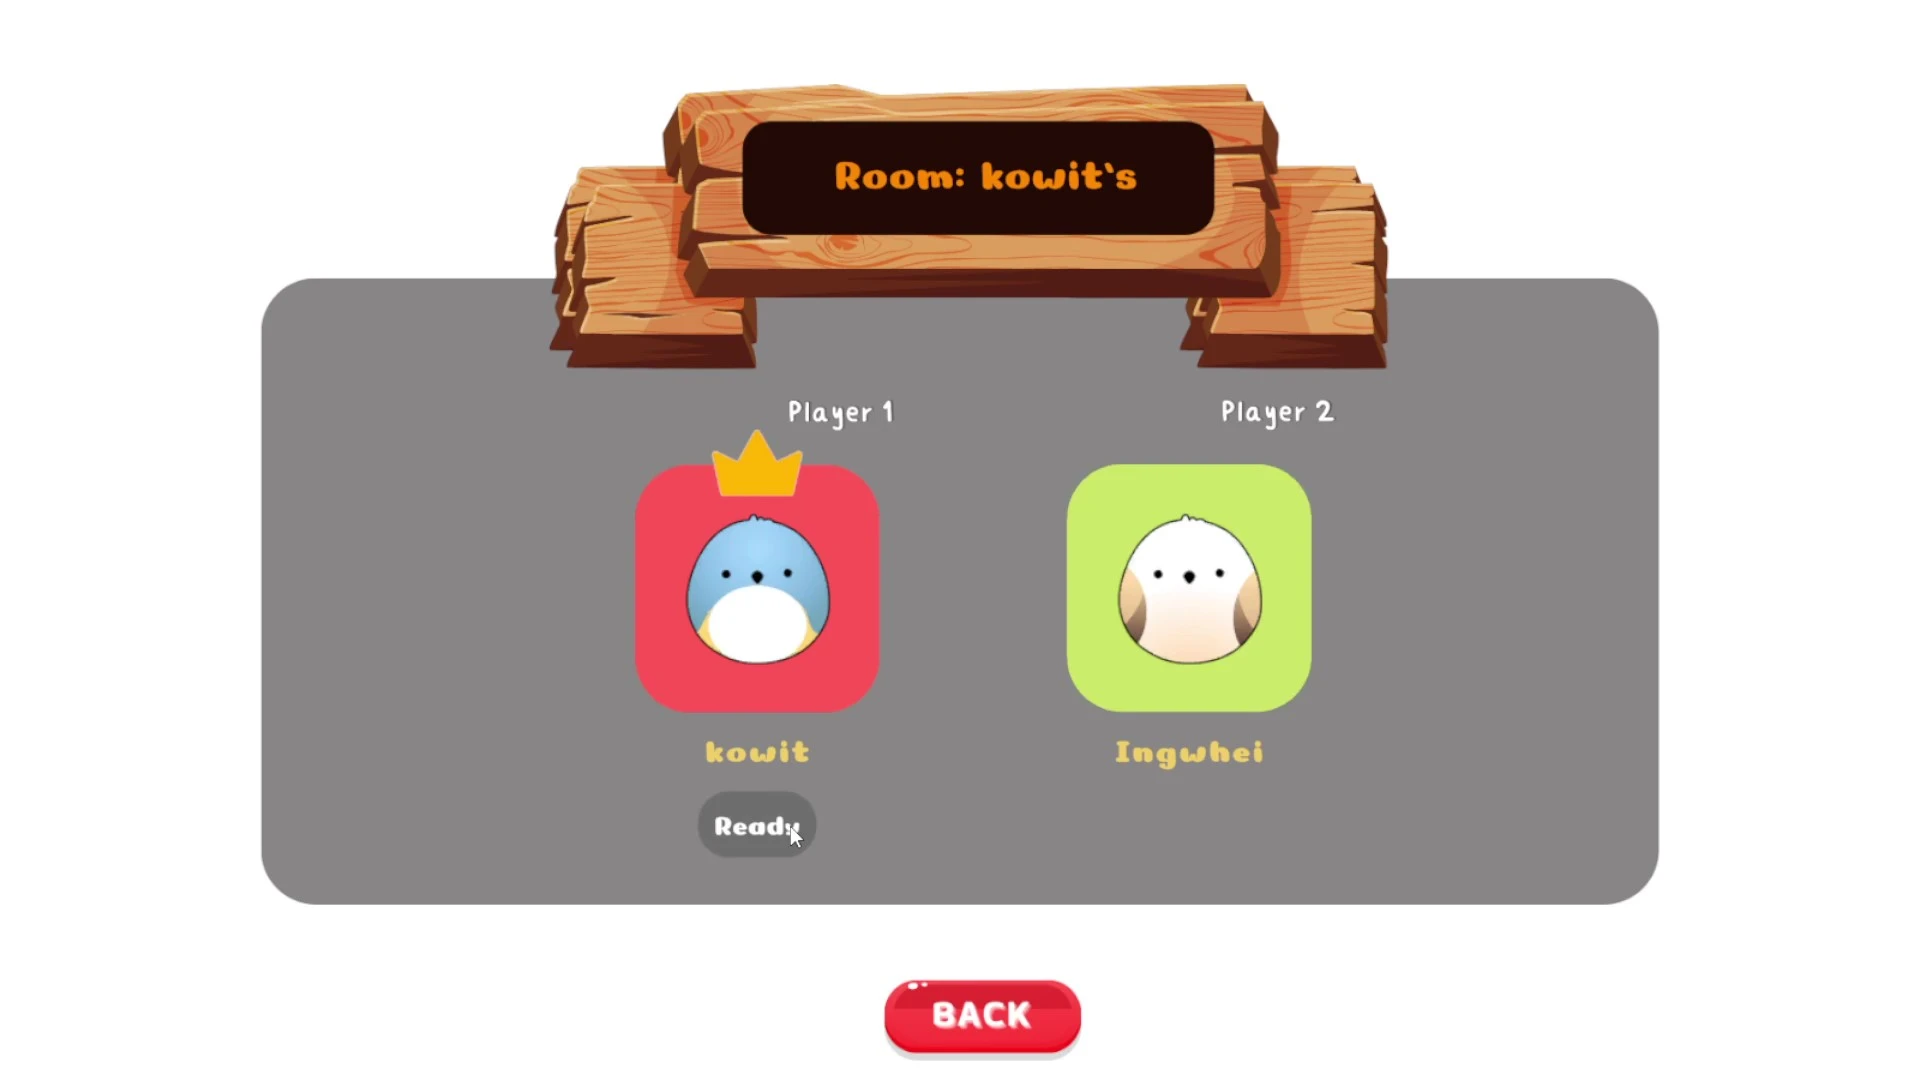 Room: kowit`s
Player 1
Player 2
kowit
Ingwhei
Ready
BACK